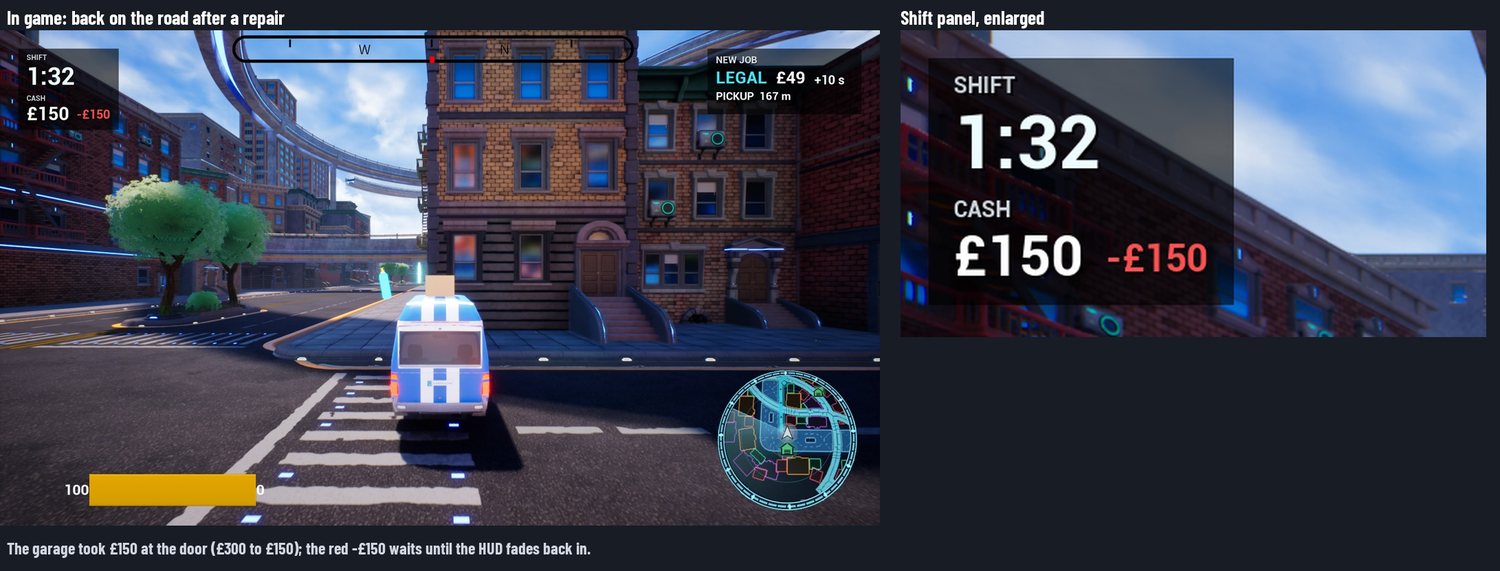 In game: back on the road after a repair
Shift panel, enlarged
SHIFT
1:32
CASH
£150 -£150
W
N
NEW JOB
LEGAL £49 +10 s
PICKUP 167 m
100
0
SHIFT
1:32
CASH
£150 -£150
The garage took £150 at the door (£300 to £150); the red -£150 waits until the HUD fades back in.